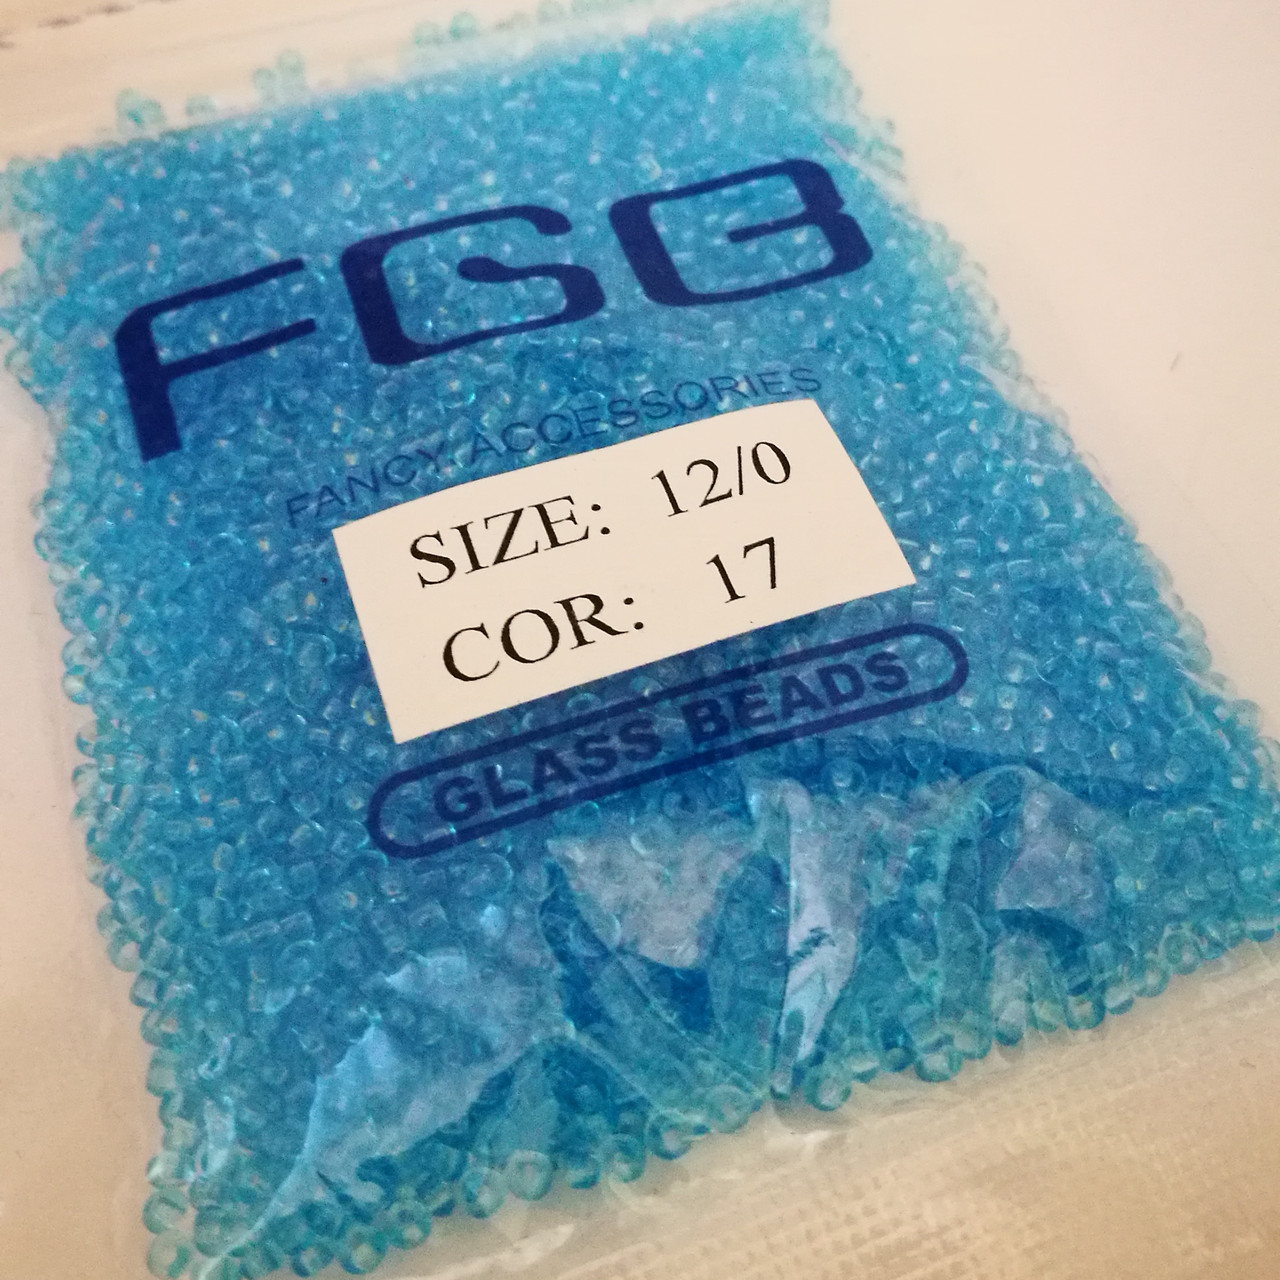 FGB
FANCY ACCESSORIES
SIZE: 12/0
COR: 17
GLASS BEADS